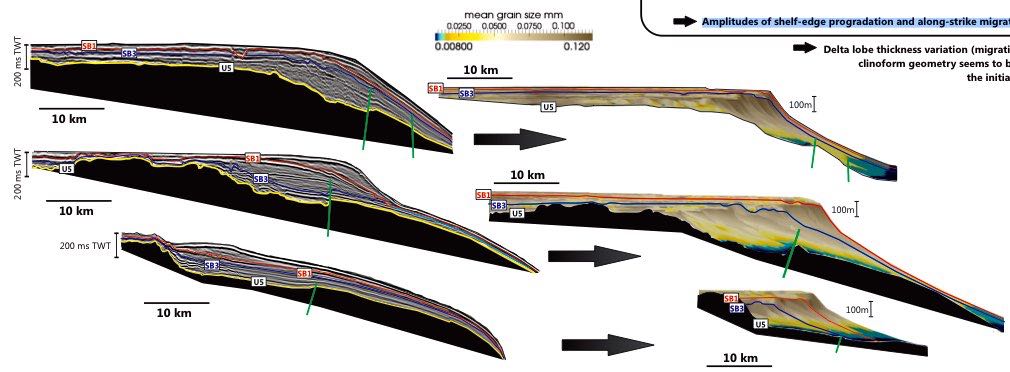 mean grain size mm
0.0250 0.0500 0.0750 0.100
0.00800 0.120
Amplitudes of shelf-edge progradation and along-strike migrat
Delta lobe thickness variation (migrati
clinoform geometry seems to b
the initia
200 ms TWT
SB1
SB3
U5
10 km
10 km
SB1
SB3
U5
100m
200 ms TWT
U5
SB1
SB3
10 km
10 km
SB1
SB3
U5
100m
200 ms TWT
SB3
SB1
U5
10 km
SB1
SB3
U5
100m
10 km